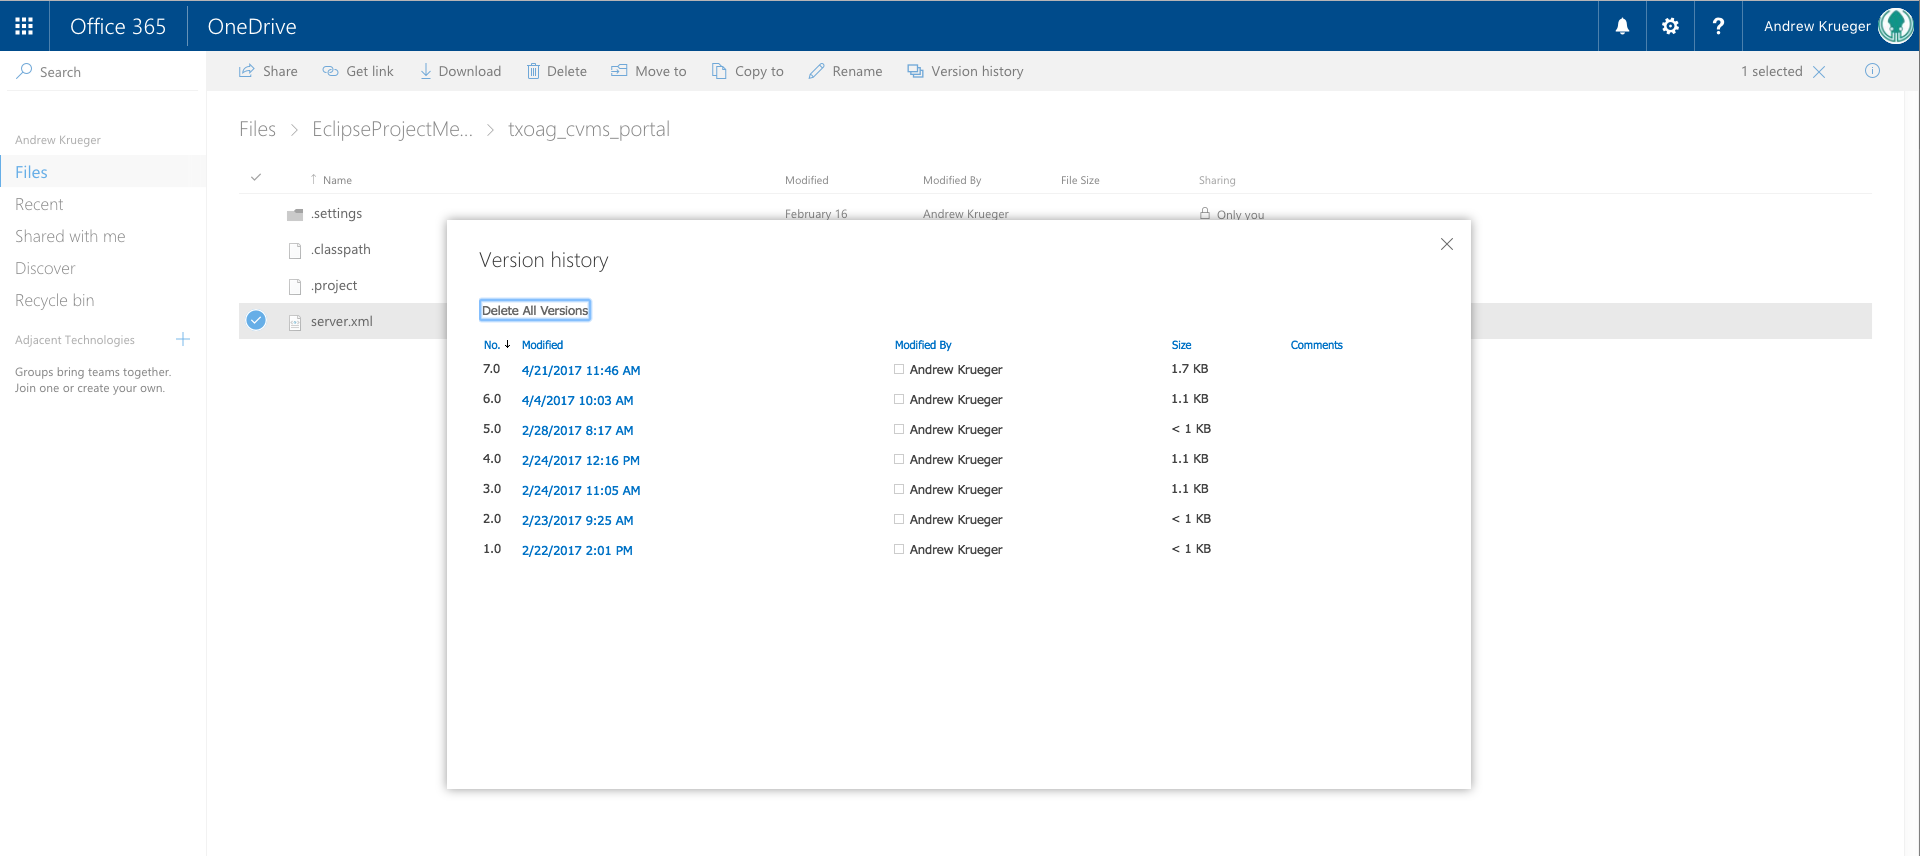 Office 365 OneDrive ? Andrew Krueger
Search Share Get link Download Delete Move to Copy to Rename Version history 1 selected
Files > EclipseProjectMe... > txoag_cvms_portal
Andrew Krueger
Files
Recent
Shared with me
Discover
Recycle bin
Adjacent Technologies +
Groups bring teams together.
Join one or create your own.
↑ Name Modified Modified By File Size Sharing
.settings February 16 Andrew Krueger Only you
.classpath
.project
server.xml
Version history
Delete All Versions
No. ↓ Modified Modified By Size Comments
7.0 4/21/2017 11:46 AM Andrew Krueger 1.7 KB
6.0 4/4/2017 10:03 AM Andrew Krueger 1.1 KB
5.0 2/28/2017 8:17 AM Andrew Krueger < 1 KB
4.0 2/24/2017 12:16 PM Andrew Krueger 1.1 KB
3.0 2/24/2017 11:05 AM Andrew Krueger 1.1 KB
2.0 2/23/2017 9:25 AM Andrew Krueger < 1 KB
1.0 2/22/2017 2:01 PM Andrew Krueger < 1 KB